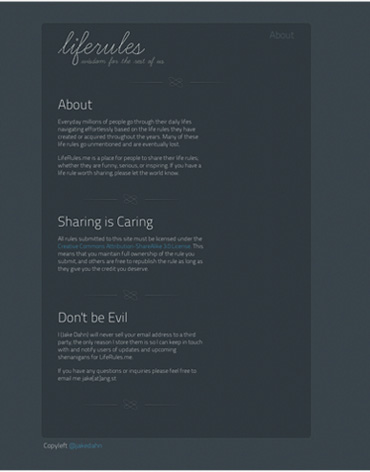 liferules
About
wisdom for the rest of us
About
Everyday millions of people go through their daily lifes
navigating effortlessly based on the life rules they have
created or acquired throughout the years. Many of these
life rules go unmentioned and are eventually lost.
LifeRules.me is a place for people to share their life rules,
whether they are funny, serious, or inspiring. If you have a
life rule worth sharing, please let the world know.
Sharing is Caring
All rules submitted to this site must be licensed under the
Creative Commons Attribution-ShareAlike 3.0 License. This
means that you maintain full ownership of the rule you
submit, and others are free to republish the rule as long as
they give you the credit you deserve.
Don't be Evil
I (Jake Dahn) will never sell your email address to a third
party, the only reason I store them is so I can keep in touch
with and notify users of updates and upcoming
shenanigans for LifeRules.me.
If you have any questions or inquiries please feel free to
email me: jake[at]ang.st
Copyleft @jakedahn